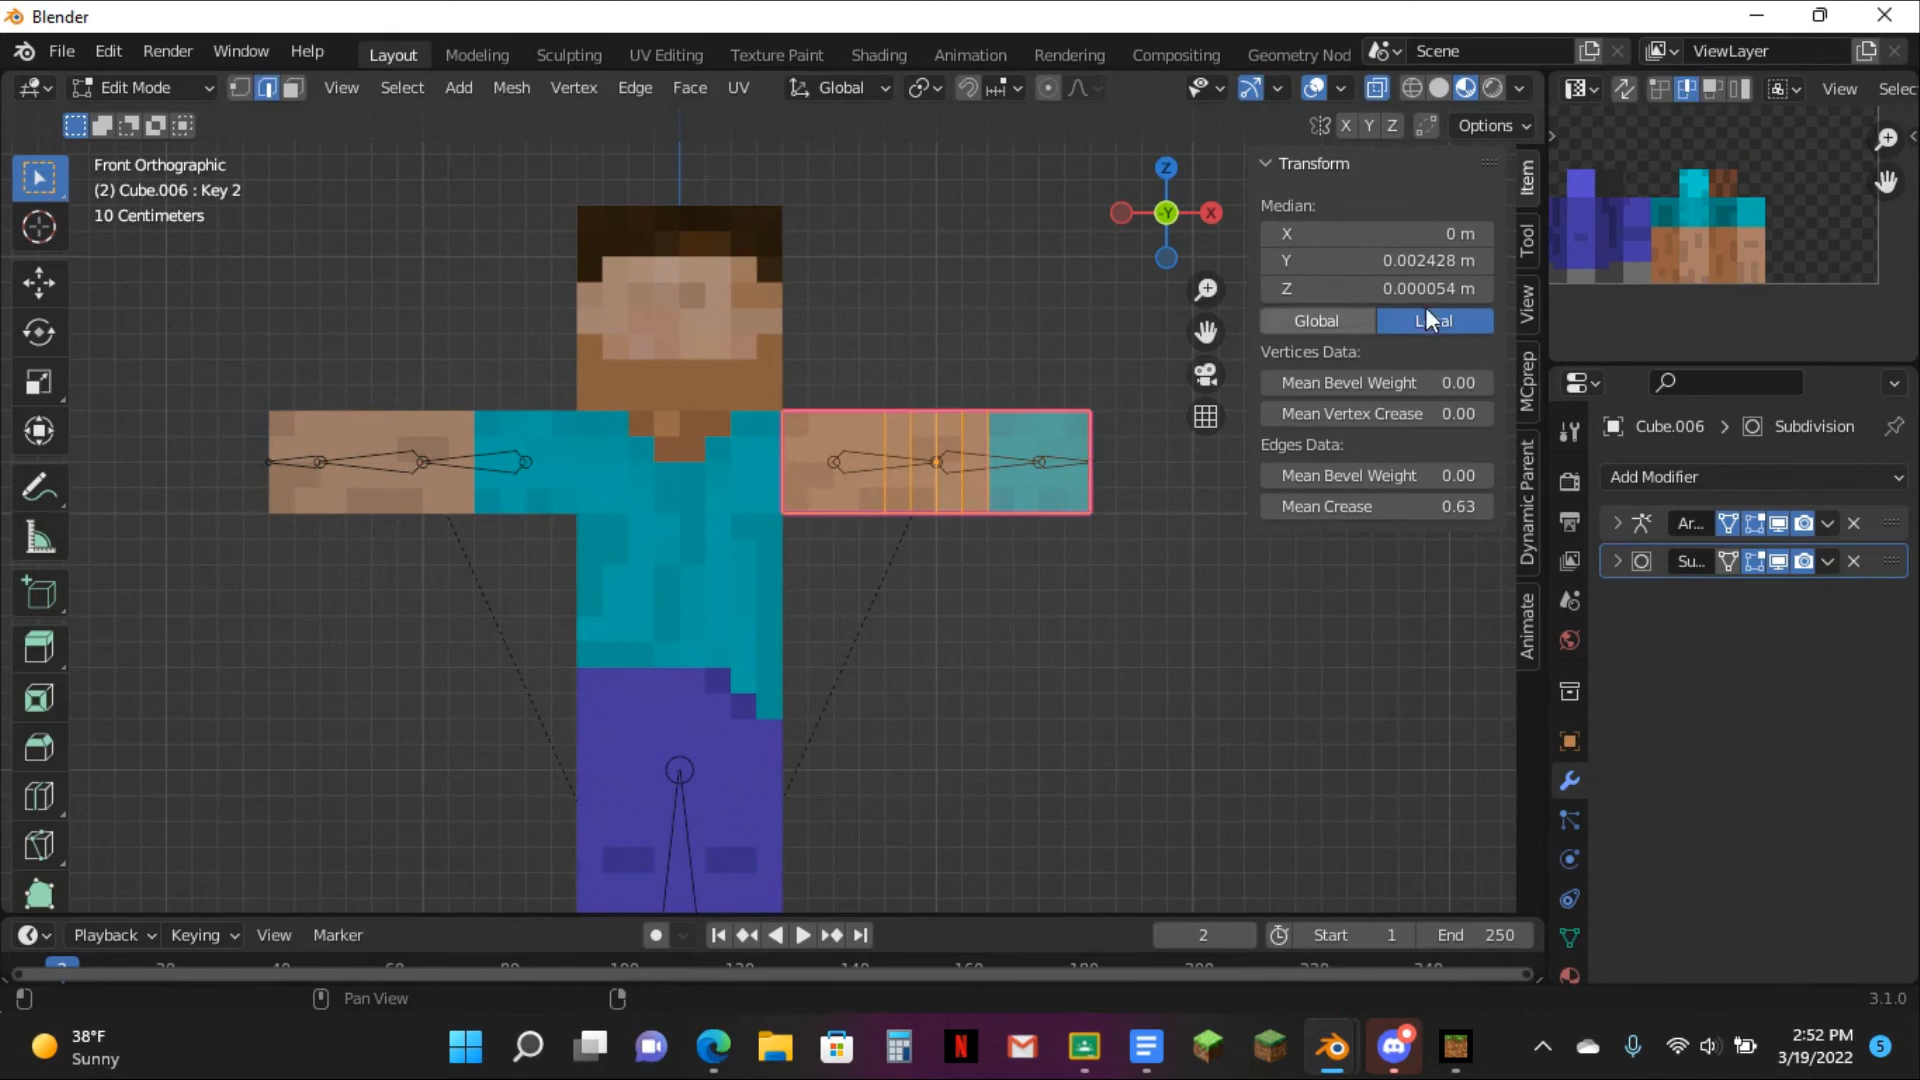 Blender
File Edit Render Window Help Layout Modeling Sculpting UV Editing Texture Paint Shading Animation Rendering Compositing Geometry Nod Scene ViewLayer
Edit Mode View Select Add Mesh Vertex Edge Face UV Global View Selec
X Y Z Options
Front Orthographic
(2) Cube.006 : Key 2
10 Centimeters
Z
-Y X
Transform
Median:
X 0 m
Y 0.002428 m
Z 0.000054 m
Global
Vertices Data:
Mean Bevel Weight 0.00
Mean Vertex Crease 0.00
Edges Data:
Mean Bevel Weight 0.00
Mean Crease 0.63
Item
Tool
View
MCprep
Dynamic Parent
Animate
Cube.006 Subdivision
Add Modifier
Ar...
Su...
Playback Keying View Marker 2 Start 1 End 250
Pan View 3.1.0
38°F
Sunny
2:52 PM
3/19/2022
5